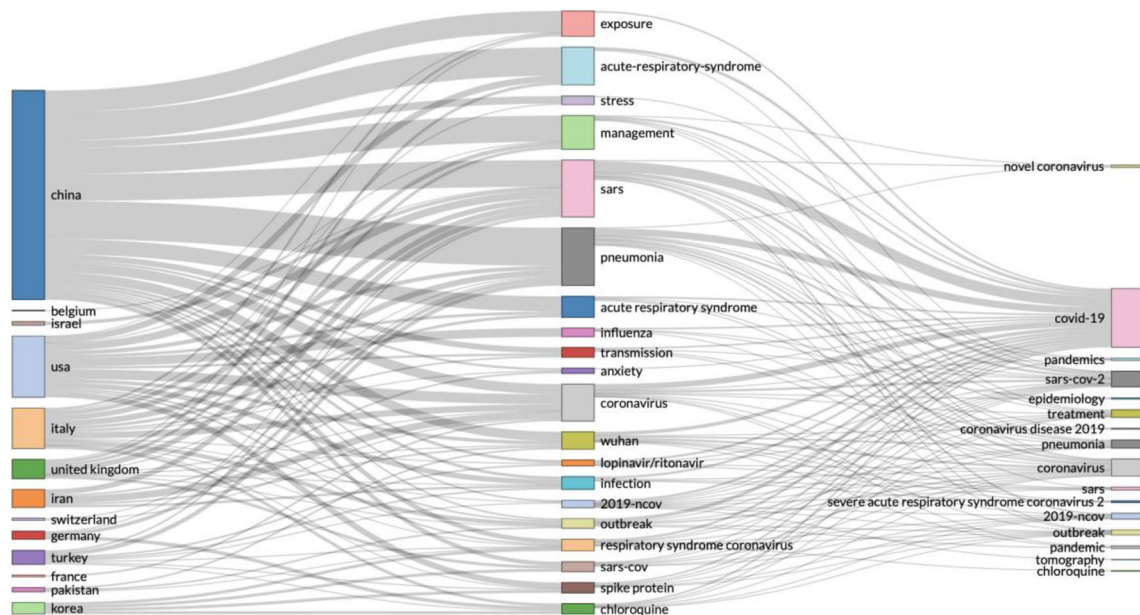 china
belgium
israel
usa
italy
united kingdom
iran
switzerland
germany
turkey
france
pakistan
korea
exposure
acute-respiratory-syndrome
stress
management
sars
pneumonia
acute respiratory syndrome
influenza
transmission
anxiety
coronavirus
wuhan
lopinavir/ritonavir
infection
2019-ncov
outbreak
respiratory syndrome coronavirus
sars-cov
spike protein
chloroquine
novel coronavirus
covid-19
pandemics
sars-cov-2
epidemiology
treatment
coronavirus disease 2019
pneumonia
coronavirus
sars
severe acute respiratory syndrome coronavirus 2
2019-ncov
outbreak
pandemic
tomography
chloroquine